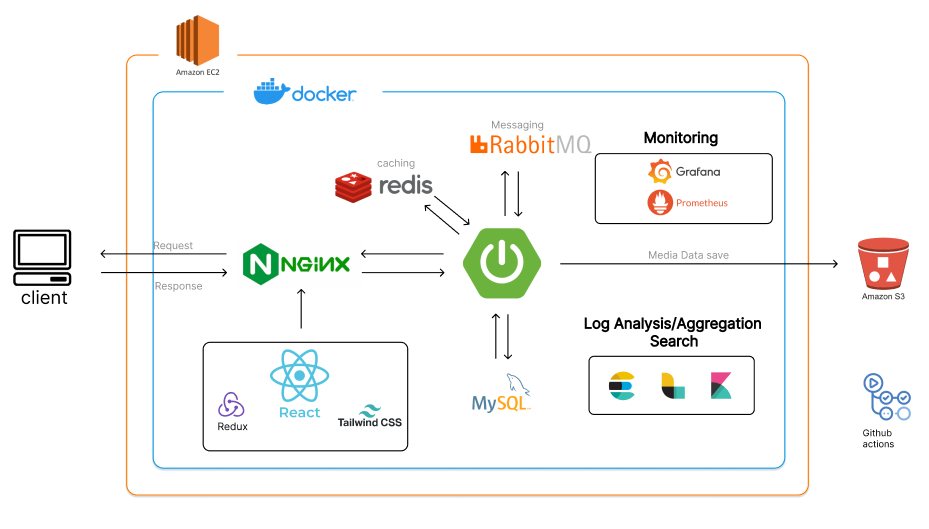 Amazon EC2
docker
Messaging
RabbitMQ
Monitoring
caching
redis
Grafana
Prometheus
Request
NGINX
Media Data save
client
Response
Amazon S3
Log Analysis/Aggregation
Search
React
Redux
Tailwind CSS
MySQL
Github
actions